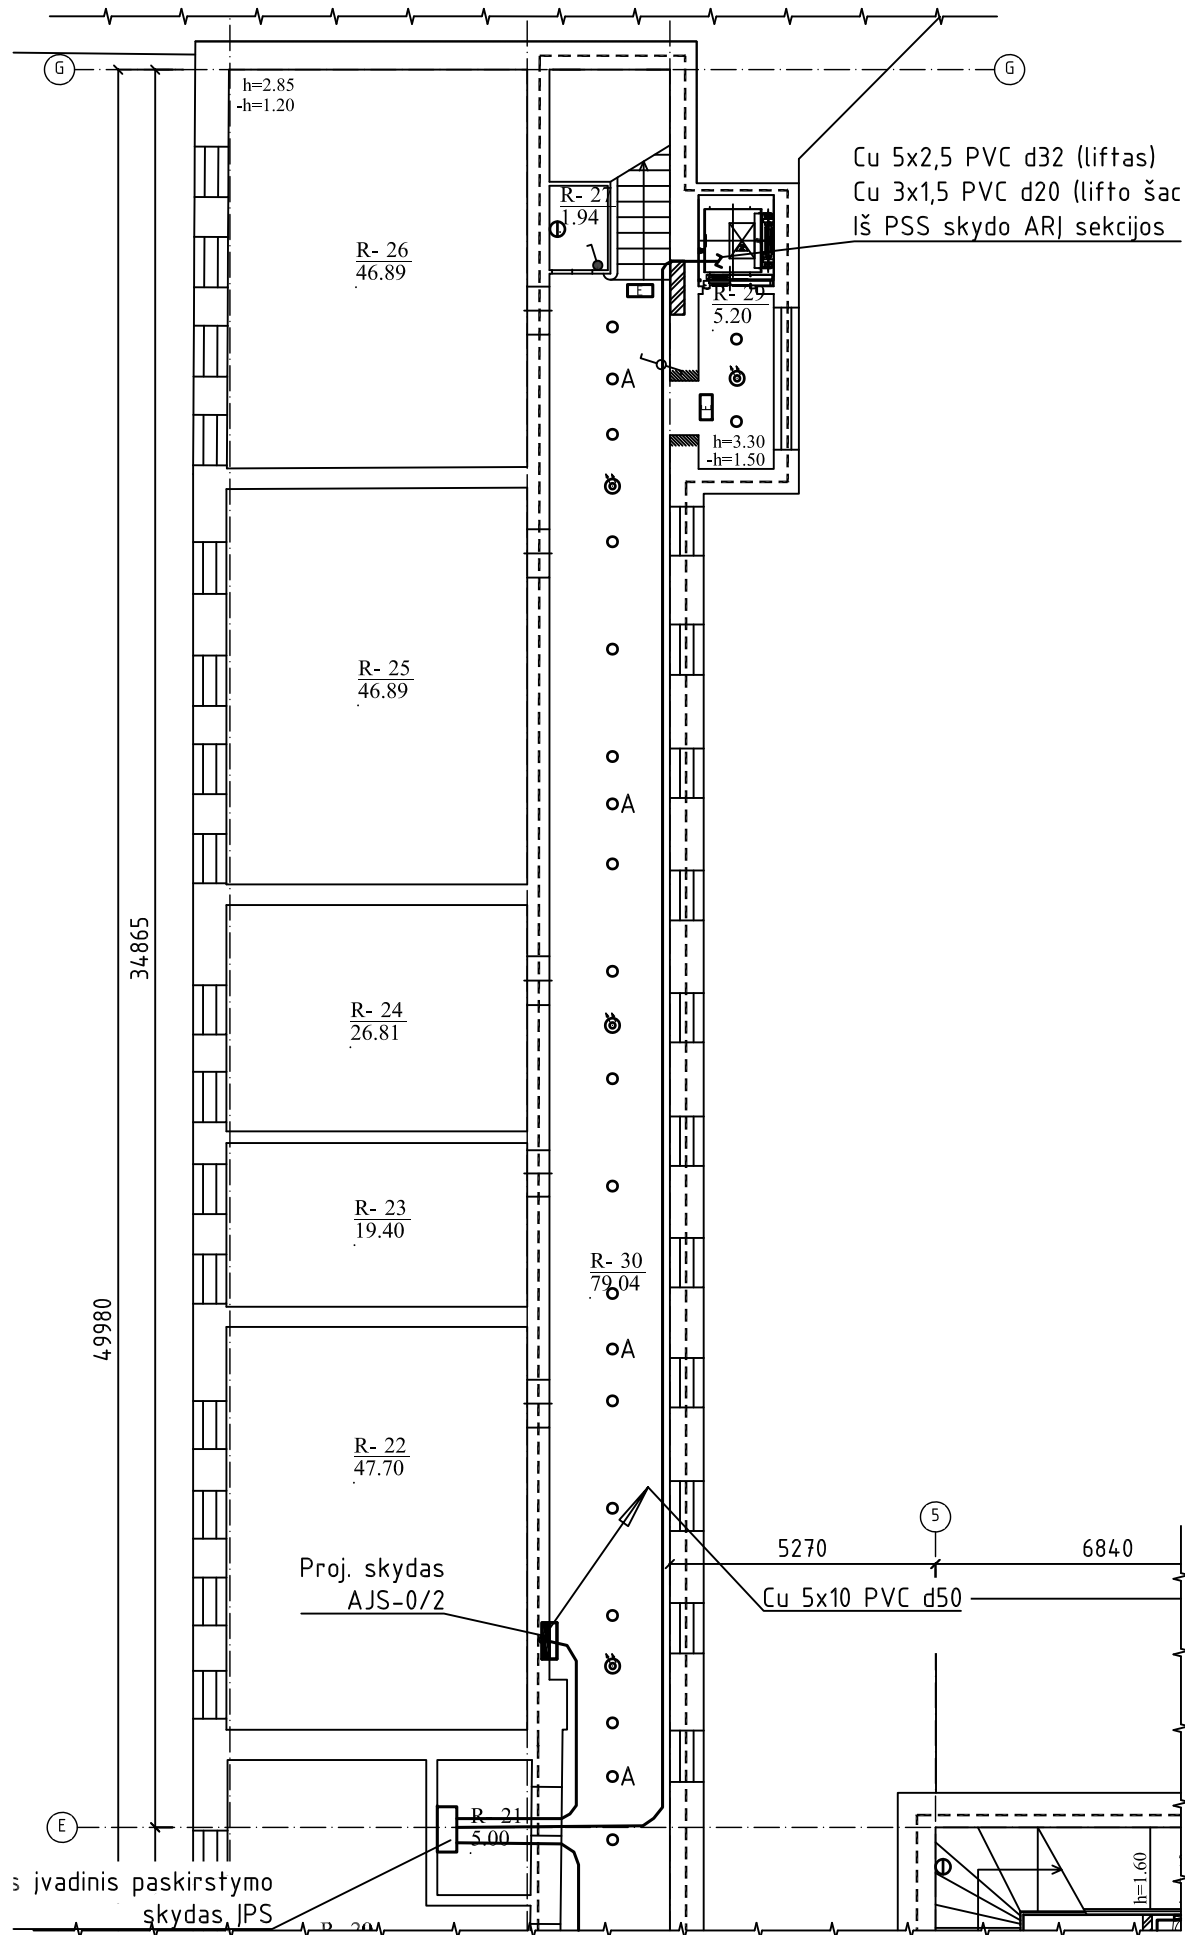 G
G
h=2.85
-h=1.20
Cu 5x2,5 PVC d32 (liftas)
Cu 3x1,5 PVC d20 (lifto šac
Iš PSS skydo ARĮ sekcijos
R- 27
1.94
R- 26
46.89
E
R- 29
5.20
A
E
h=3.30
-h=1.50
R- 25
46.89
A
34865
R- 24
26.81
R- 23
19.40
R- 30
79.04
49980
A
R- 22
47.70
5
5270
6840
Proj. skydas
AJS-0/2
Cu 5x10 PVC d50
A
E
R- 21
5.00
s įvadinis paskirstymo
skydas ĮPS
h=1.60